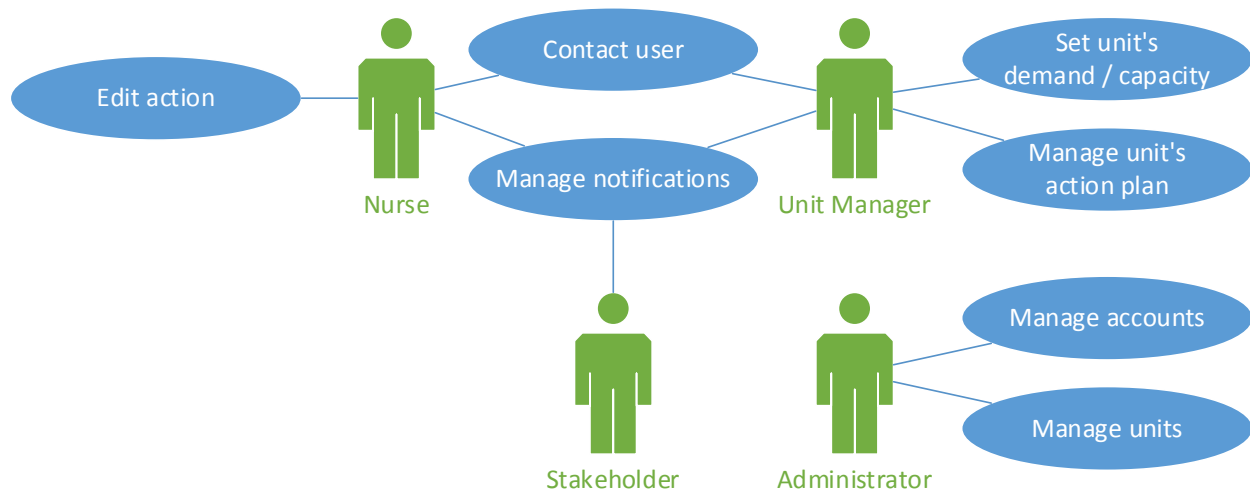 Contact user
Set unit's
demand / capacity
Edit action
Manage notifications
Manage unit's
action plan
Nurse
Unit Manager
Manage accounts
Manage units
Stakeholder
Administrator